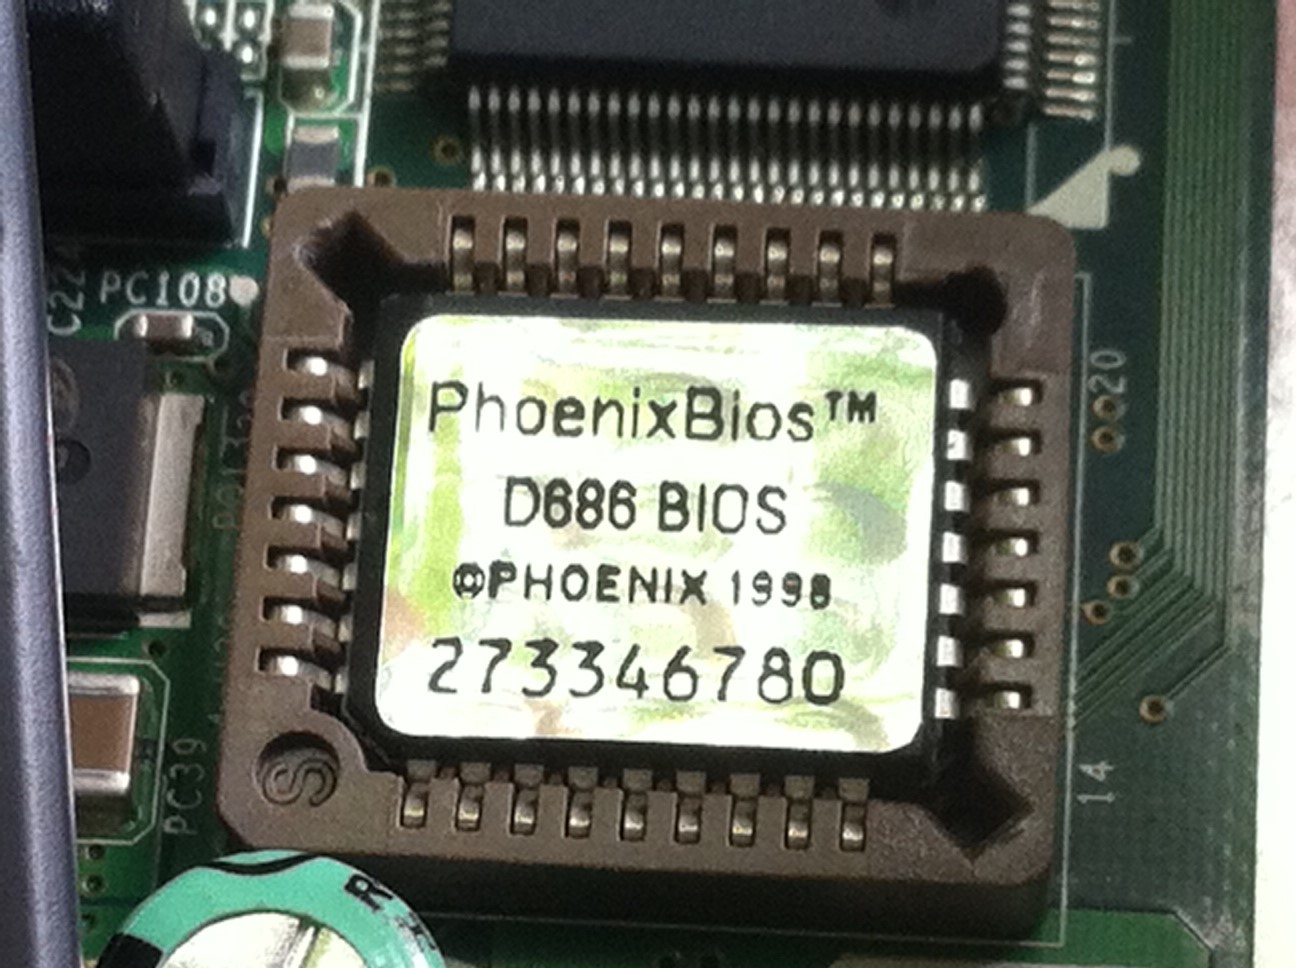 C224
PC108
PhoenixBios™
D686 BIOS
©PHOENIX 1998
273346780
20
14
PC39
S
R